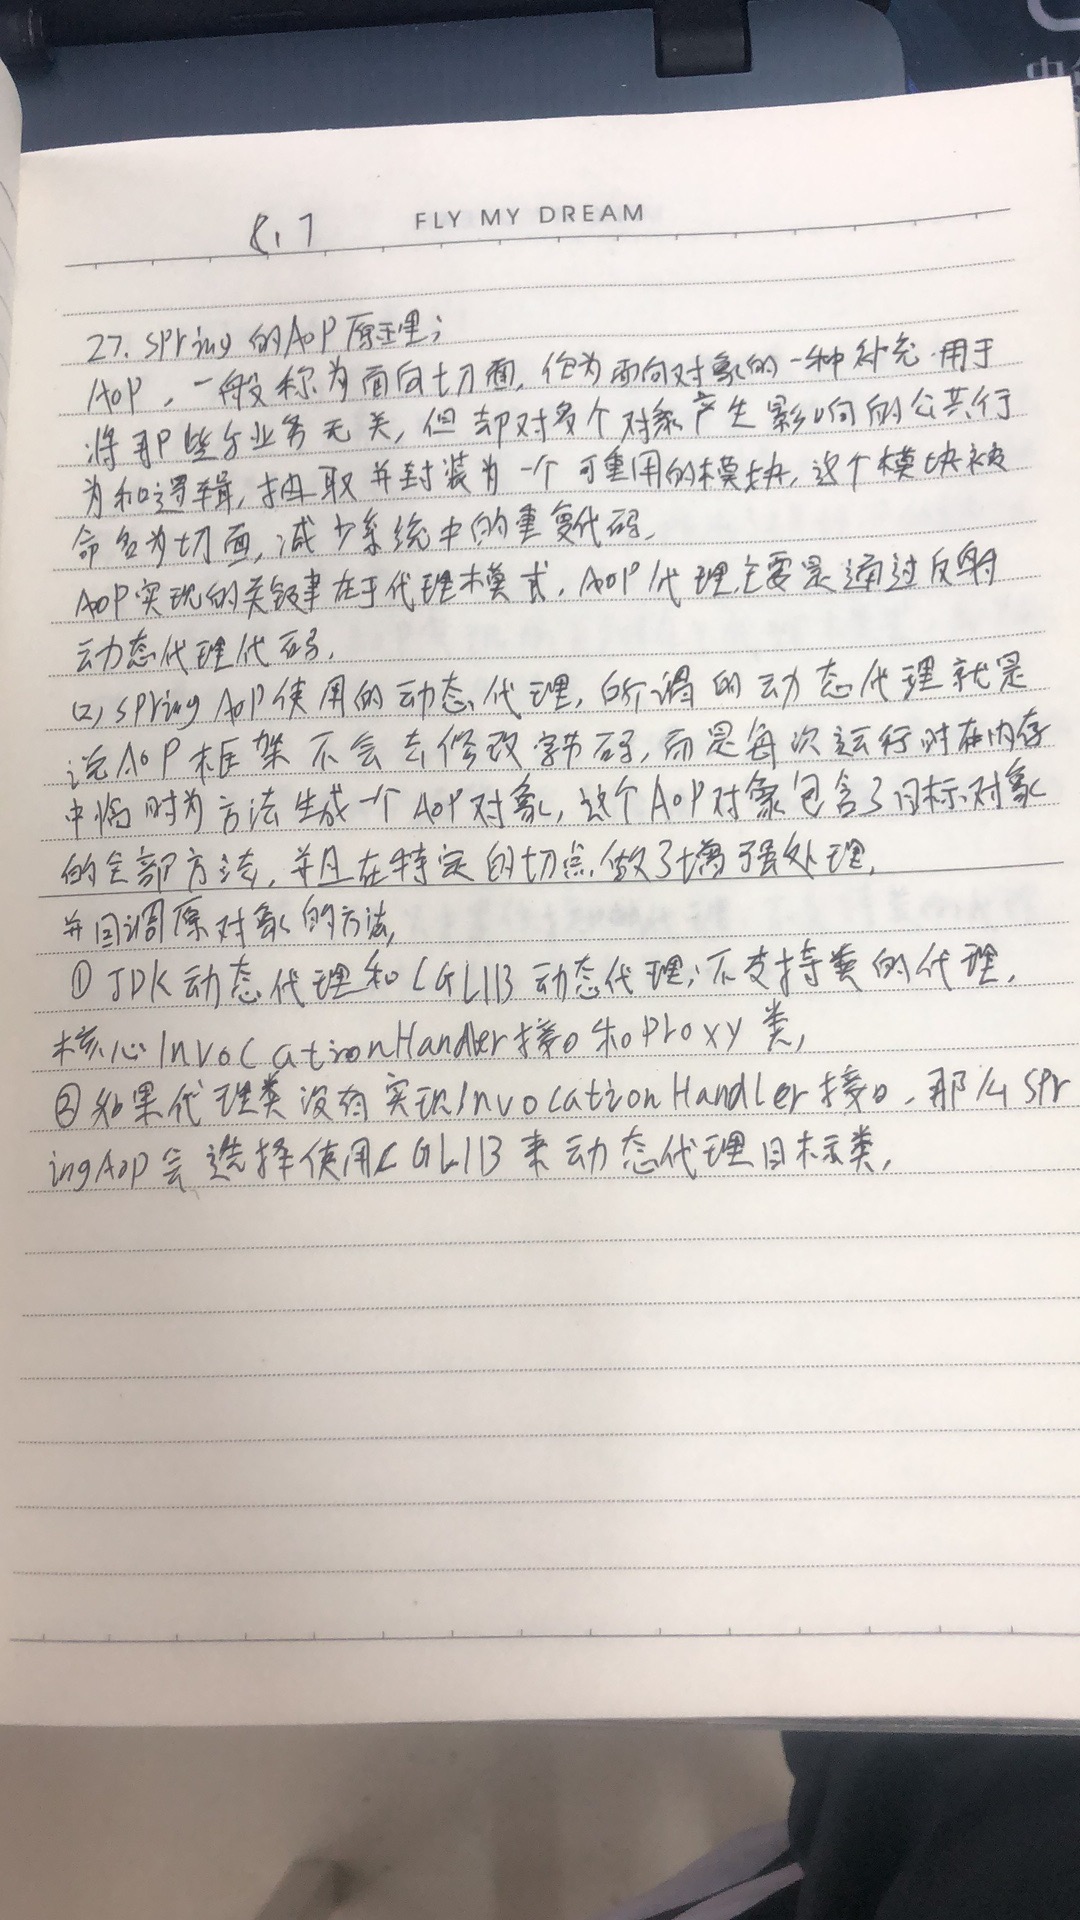 8.7 FLY MY DREAM
27. Spring的AOP原理:
AOP，一般称为面向切面，作为面向对象的一种补充.用于
将那些与业务无关，但却对多个对象产生影响的公共行
为和逻辑，抽取并封装为一个可重用的模块，这个模块被
命名为切面，减少系统中的重复代码，
AOP实现的关键在于代理模式，AOP代理主要是通过反射
动态代理代码，
(2) Spring AOP使用的动态代理，所谓的动态代理就是
说AOP框架不会去修改字节码，而是每次运行时在内存
中临时为方法生成一个AOP对象，这个AOP对象包含了目标对象
的全部方法，并且在特定的切点做了增强处理，
并回调原对象的方法，
① JDK动态代理和CGLIB动态代理:不支持类的代理，
核心InvocationHandler接口和Proxy类，
②如果代理类没有实现InvocationHandler接口，那么Spr
ingAop会选择使用CGLIB来动态代理目标类，